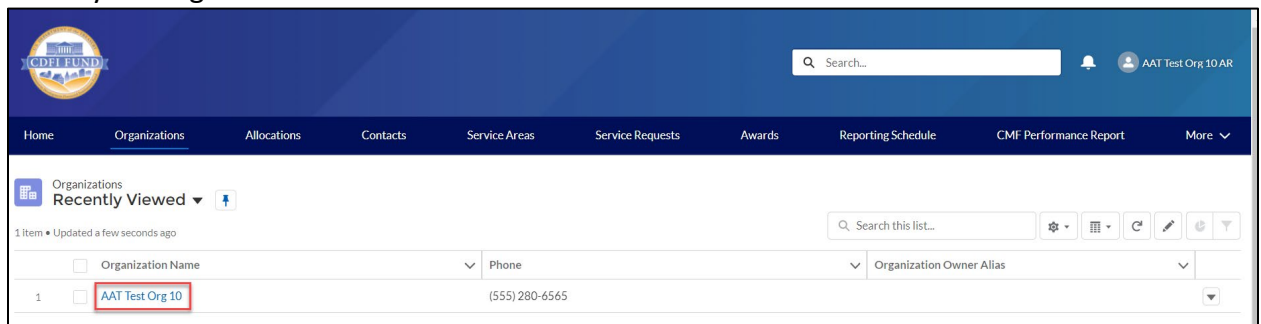 CDFI FUND
Search...
AAT Test Org 10 AR
Home Organizations Allocations Contacts Service Areas Service Requests Awards Reporting Schedule CMF Performance Report More
Organizations
Recently Viewed
1 item • Updated a few seconds ago
Search this list...
Organization Name Phone Organization Owner Alias
1 AAT Test Org 10 (555) 280-6565